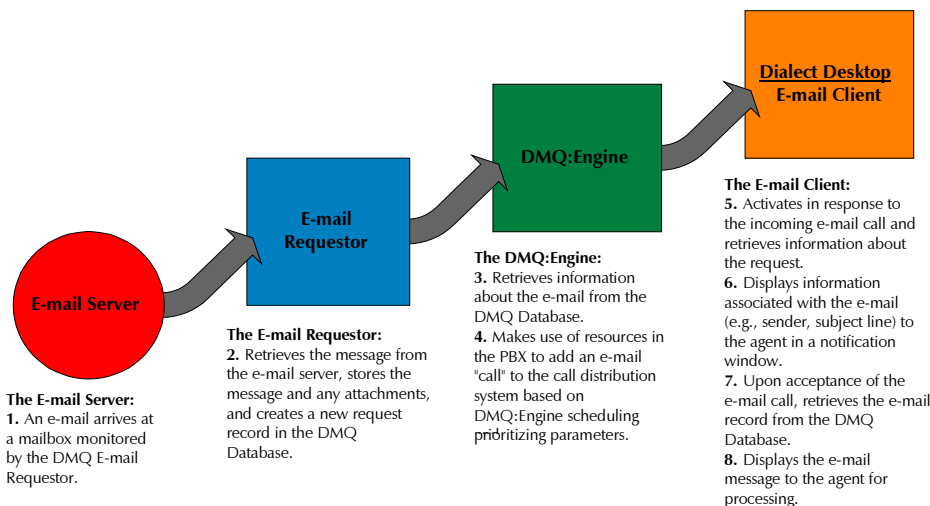 E-mail Server
The E-mail Server:
1. An e-mail arrives at
a mailbox monitored
by the DMQ E-mail
Requestor.
E-mail
Requestor
The E-mail Requestor:
2. Retrieves the message from
the e-mail server, stores the
message and any attachments,
and creates a new request
record in the DMQ
Database.
DMQ:Engine
The DMQ:Engine:
3. Retrieves information
about the e-mail from the
DMQ Database.
4. Makes use of resources in
the PBX to add an e-mail
"call" to the call distribution
system based on
DMQ:Engine scheduling
prioritizing parameters.
Dialect Desktop
E-mail Client
The E-mail Client:
5. Activates in response to
the incoming e-mail call and
retrieves information about
the request.
6. Displays information
associated with the e-mail
(e.g., sender, subject line) to
the agent in a notification
window.
7. Upon acceptance of the
e-mail call, retrieves the e-mail
record from the DMQ
Database.
8. Displays the e-mail
message to the agent for
processing.